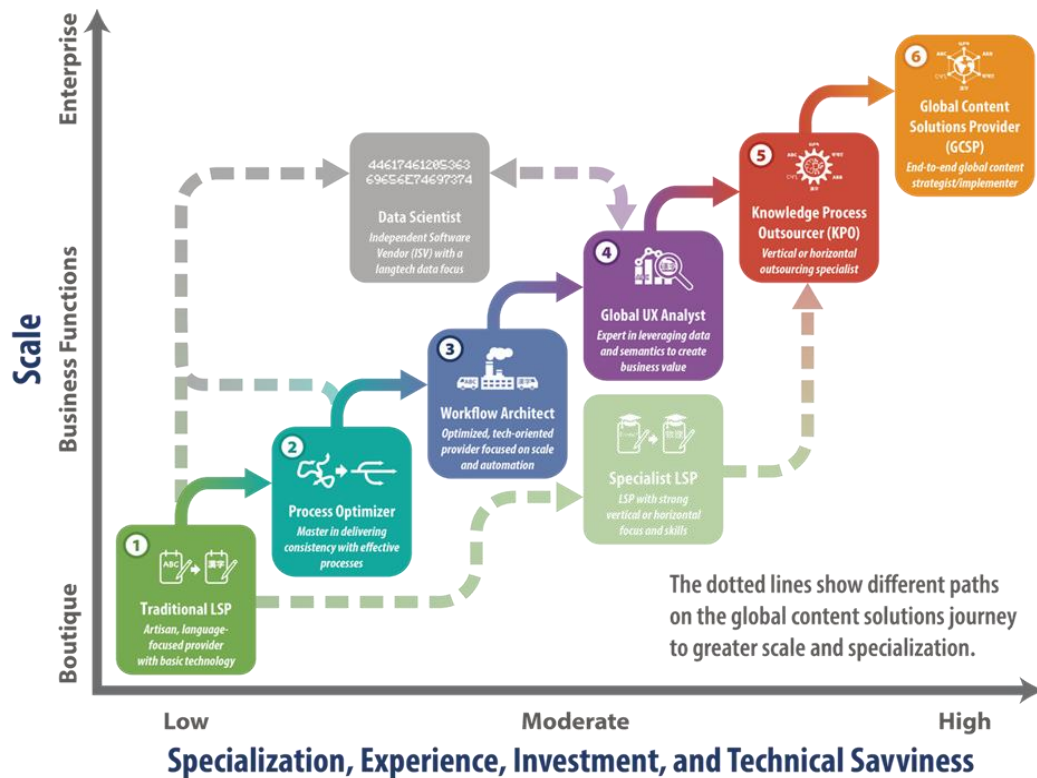 Enterprise
Business Functions
Boutique
Scale
6
Global Content
Solutions Provider
(GCSP)
End-to-end global content
strategist/implementer
5
Knowledge Process
Outsourcer (KPO)
Vertical or horizontal
outsourcing specialist
44617461205363
69656E74697374
Data Scientist
Independent Software
Vendor (ISV) with a
langtech data focus
4
Global UX Analyst
Expert in leveraging data
and semantics to create
business value
3
ABC
Workflow Architect
Optimized, tech-oriented
provider focused on scale
and automation
2
Process Optimizer
Master in delivering
consistency with effective
processes
Specialist LSP
LSP with strong
vertical or horizontal
focus and skills
1
ABC
漢字
Traditional LSP
Artisan, language-
focused provider
with basic technology
The dotted lines show different paths
on the global content solutions journey
to greater scale and specialization.
Low
Moderate
High
Specialization, Experience, Investment, and Technical Savviness